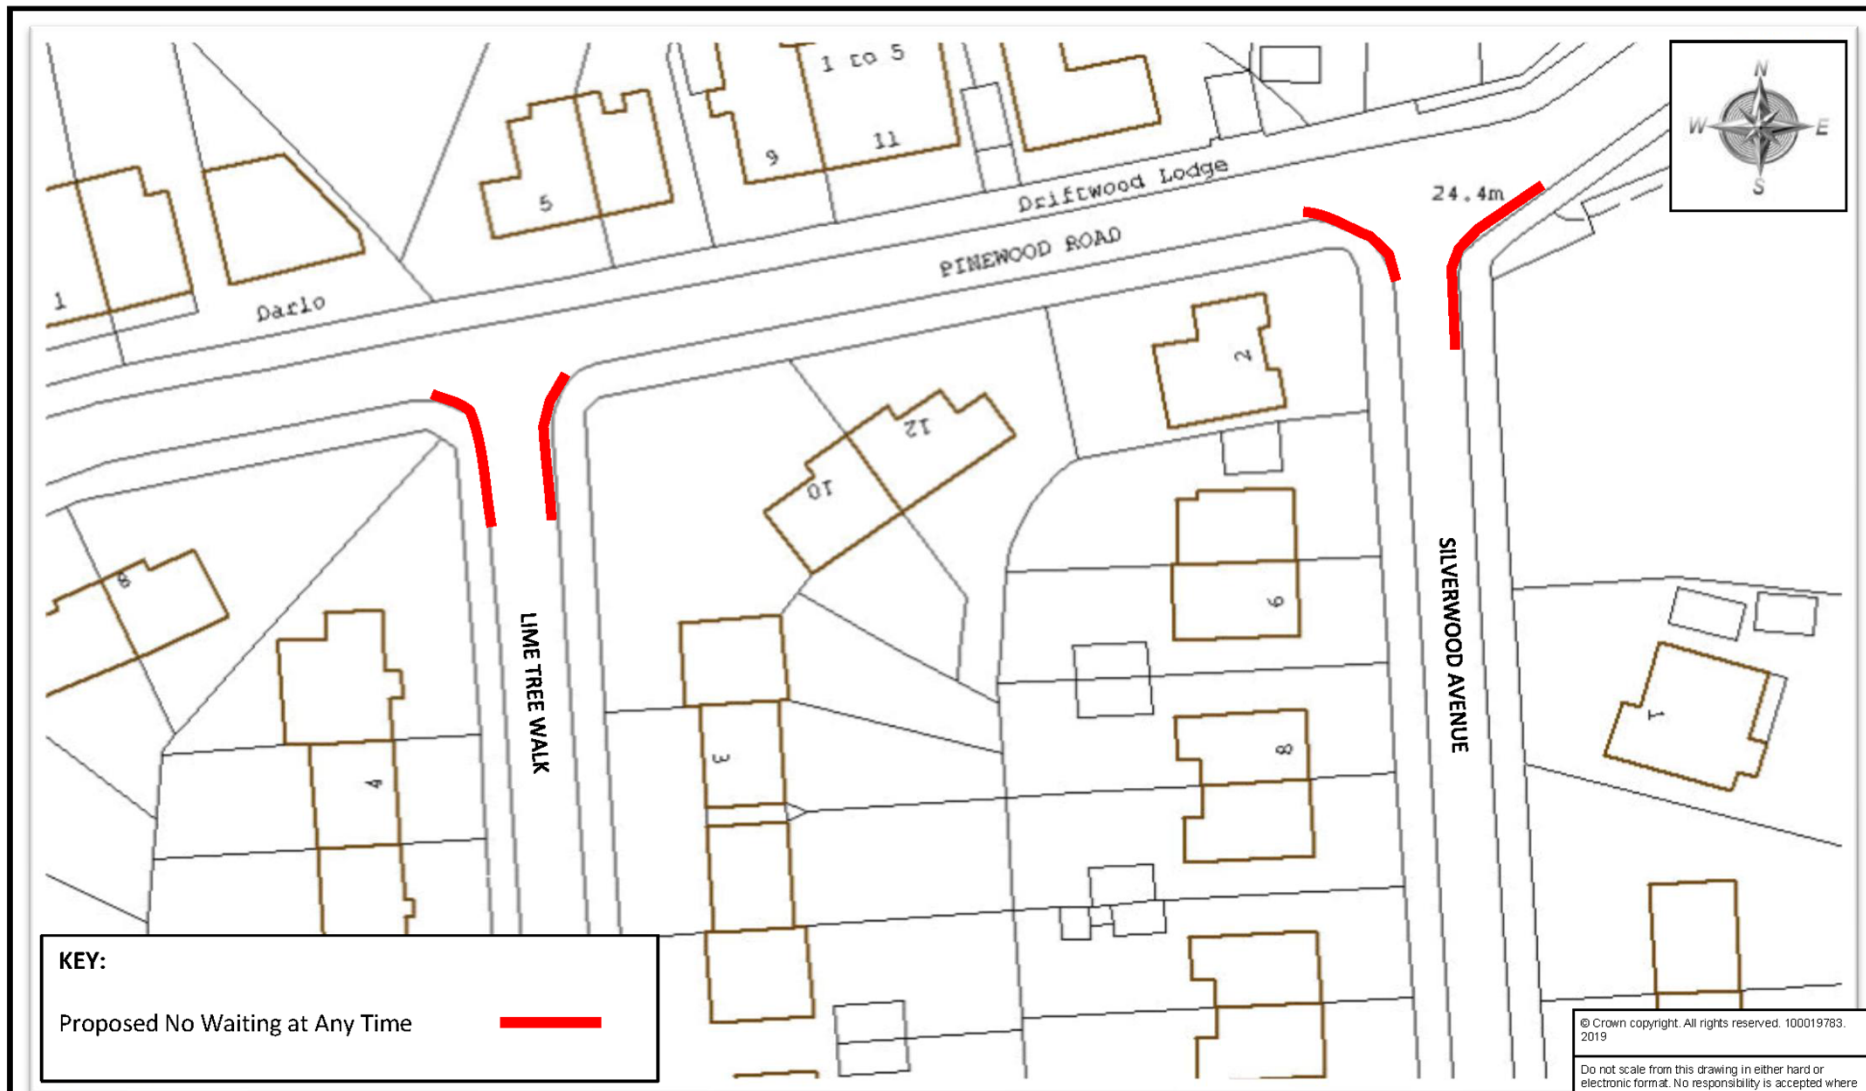 1 to 5
N
W
E
S
9
11
5
Driftwood Lodge
24.4m
PINEWOOD ROAD
1
Darlo
2
12
10
8
6
SILVERWOOD AVENUE
LIME TREE WALK
3
4
8
1
KEY:
Proposed No Waiting at Any Time
© Crown copyright. All rights reserved. 100019783.
2019
Do not scale from this drawing in either hard or
electronic format. No responsibility is accepted where